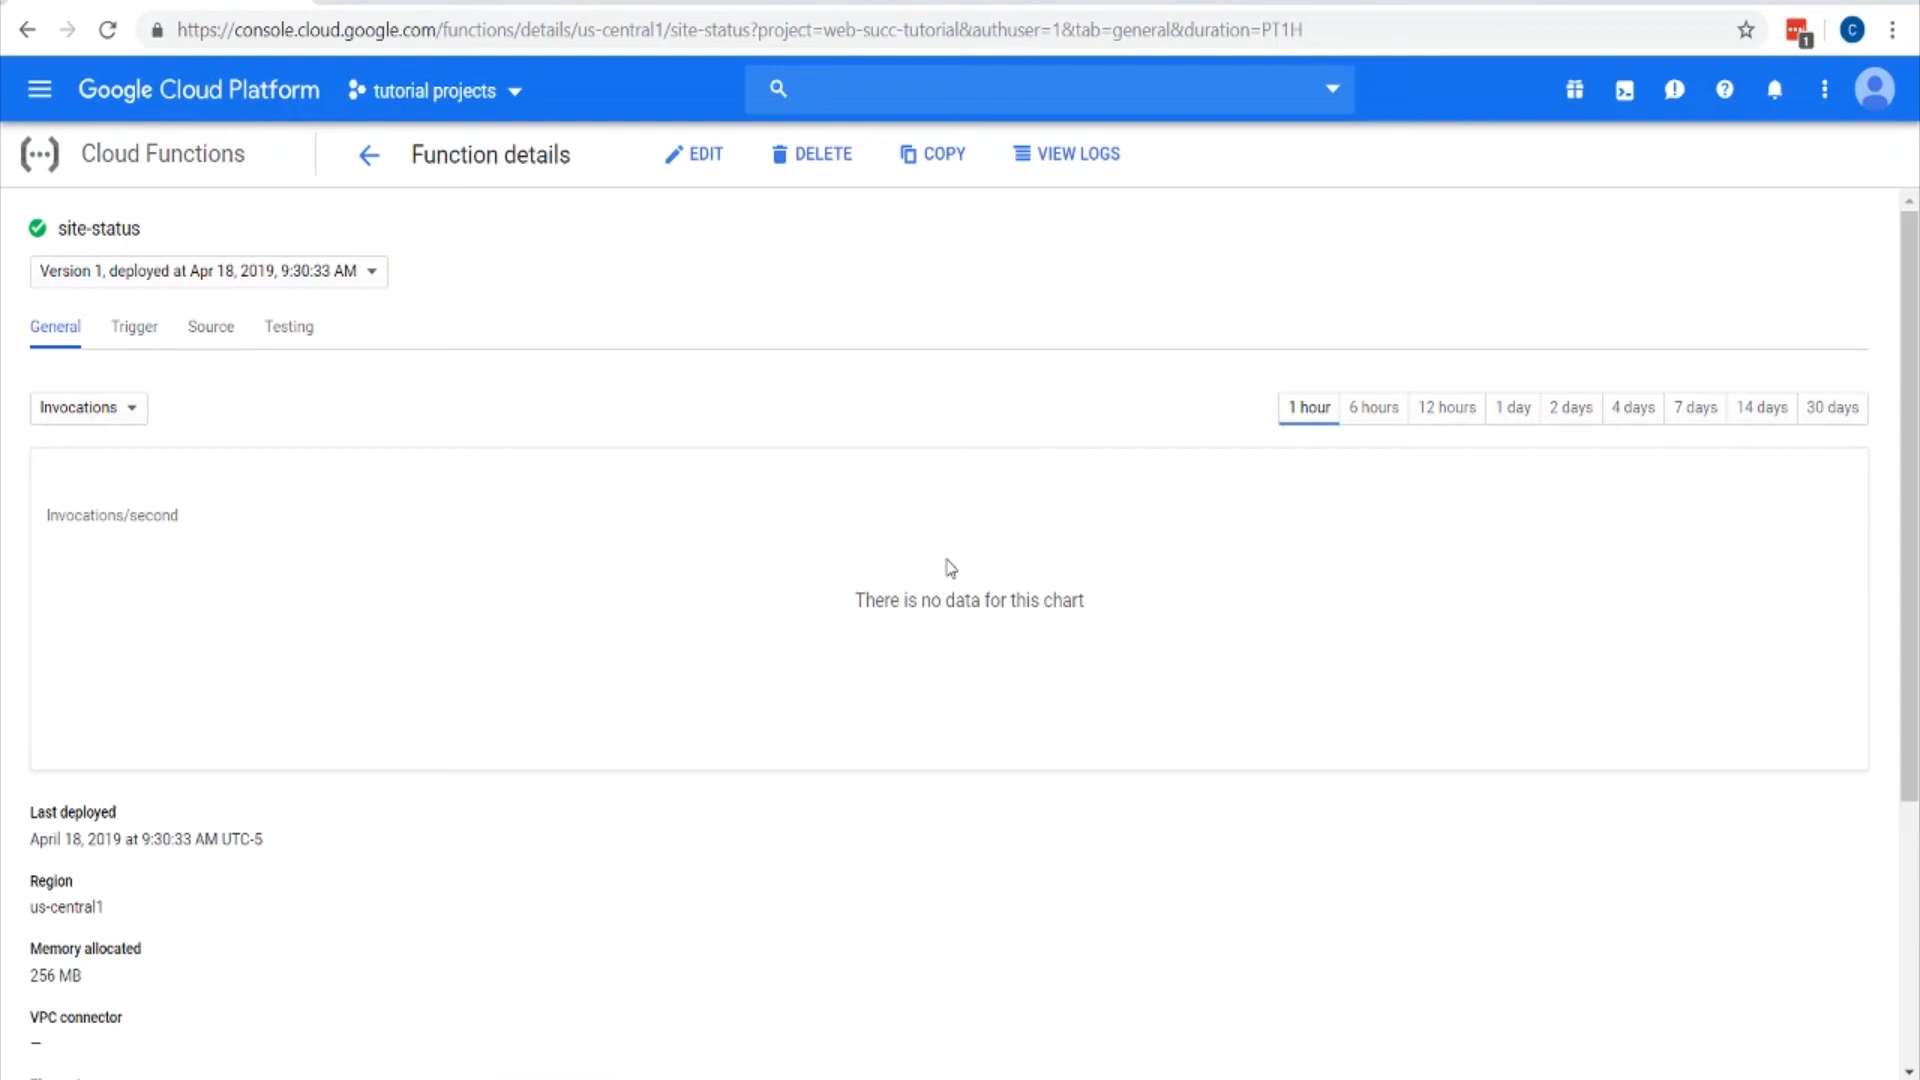 https://console.cloud.google.com/functions/details/us-central1/site-status?project=web-succ-tutorial&authuser=1&tab=general&duration=PT1H
1
C
Google Cloud Platform
tutorial projects
Cloud Functions
Function details
EDIT
DELETE
COPY
VIEW LOGS
site-status
Version 1, deployed at Apr 18, 2019, 9:30:33 AM
General
Trigger
Source
Testing
Invocations
1 hour
6 hours
12 hours
1 day
2 days
4 days
7 days
14 days
30 days
Invocations/second
There is no data for this chart
Last deployed
April 18, 2019 at 9:30:33 AM UTC-5
Region
us-central1
Memory allocated
256 MB
VPC connector
–